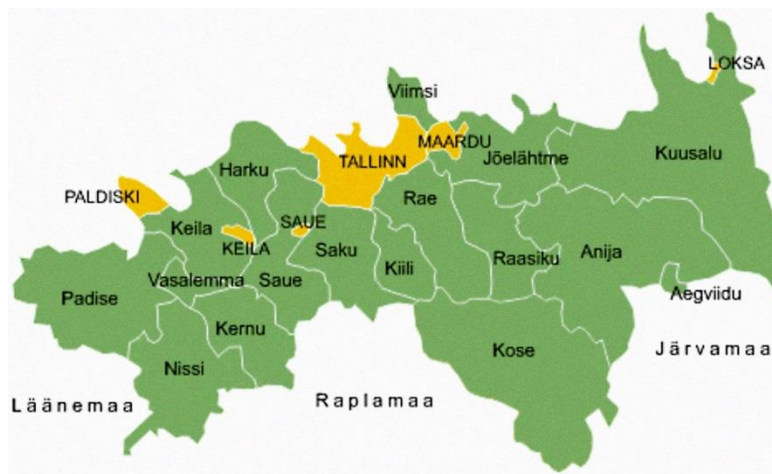 LOKSA
Viimsi
MAARDU
TALLINN
Jõelähtme
Kuusalu
Harku
PALDISKI
Rae
Keila
SAUE
KEILA
Saku
Anija
Raasiku
Kiili
Vasalemma
Saue
Padise
Aegviidu
Kernu
Kose
Järvamaa
Nissi
Raplamaa
Läänemaa